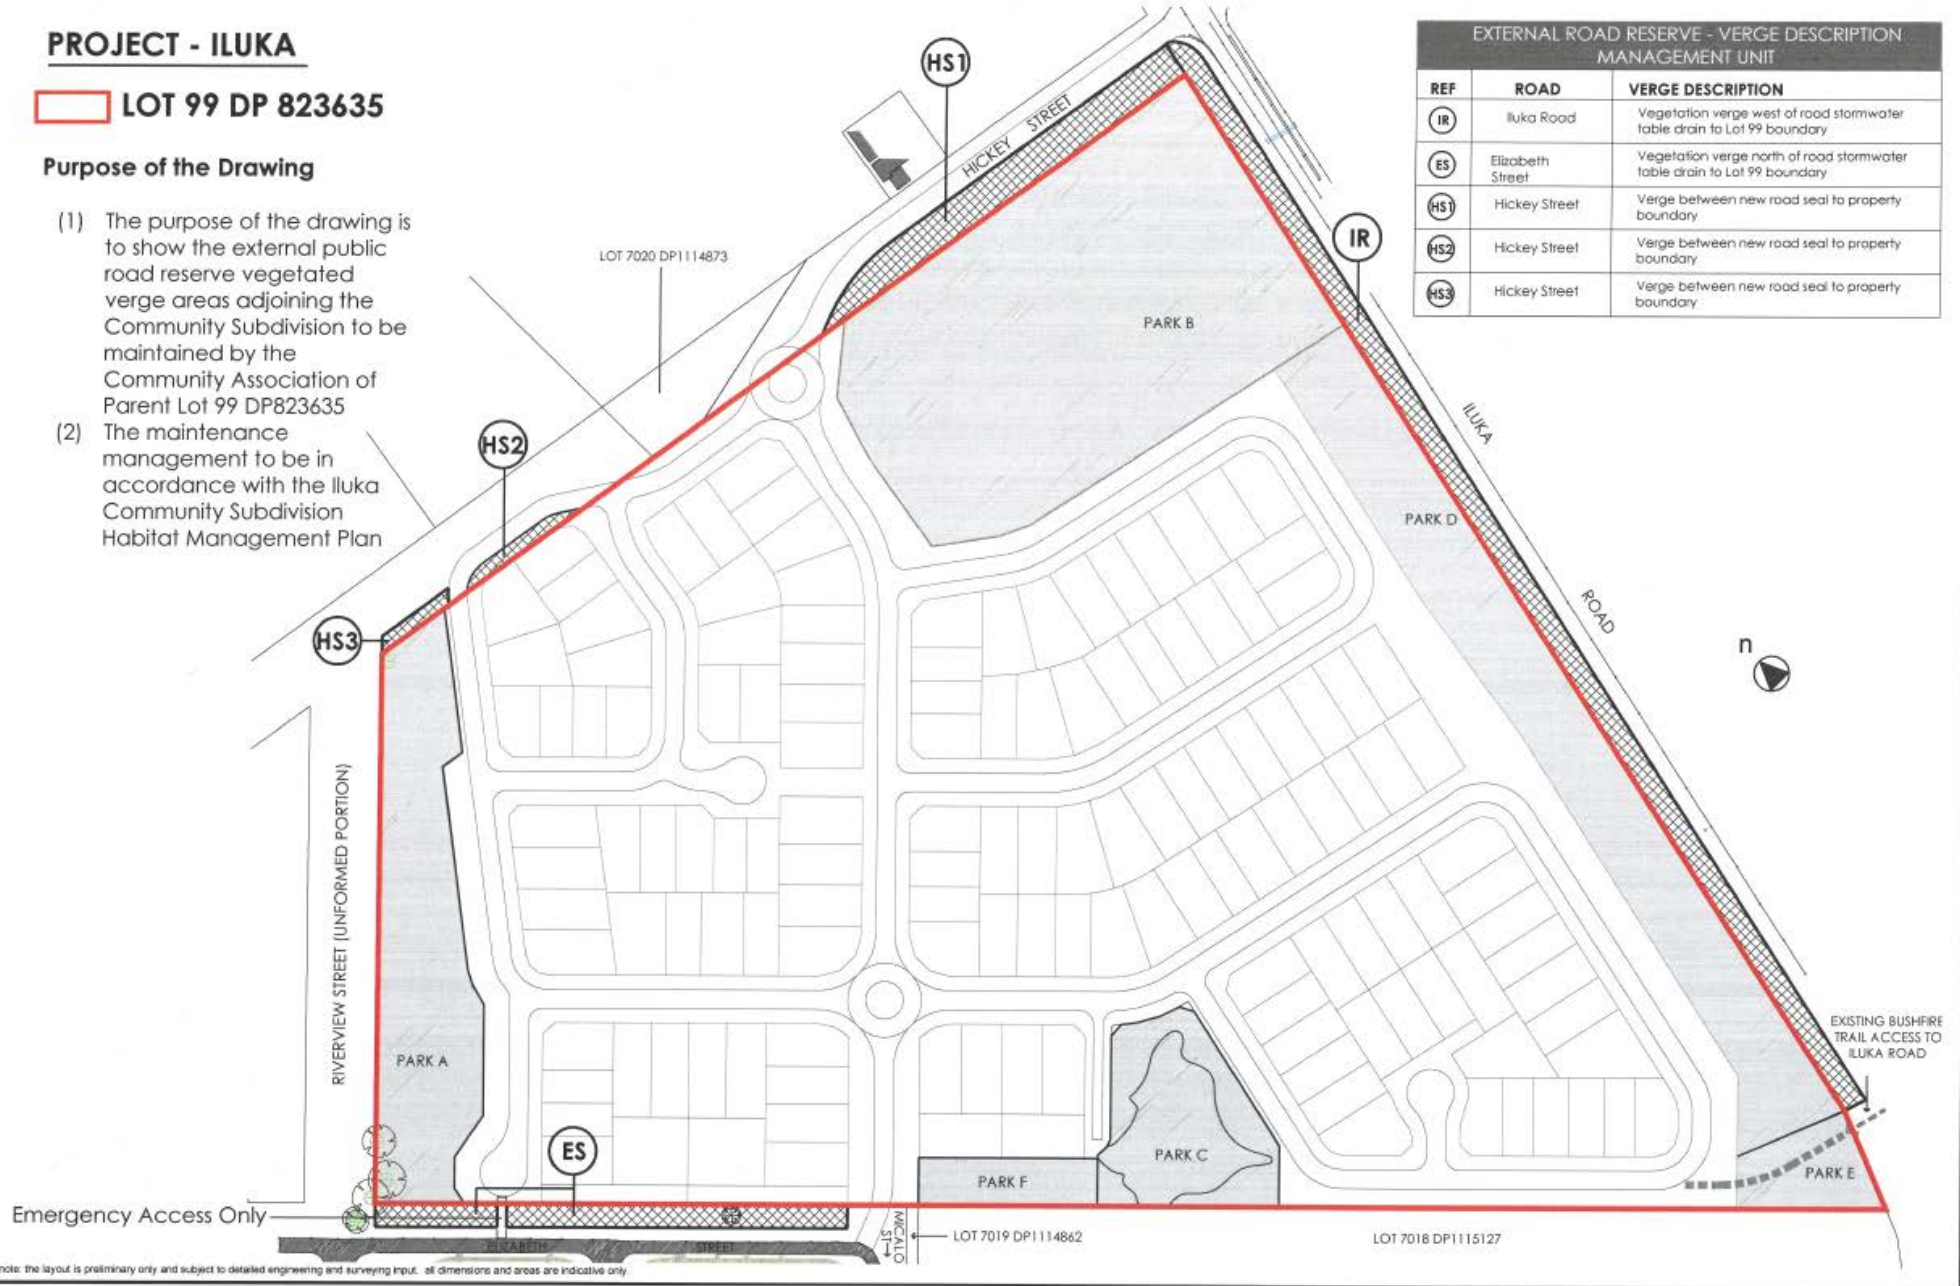 PROJECT - ILUKA
LOT 99 DP 823635
Purpose of the Drawing
(1) The purpose of the drawing is
to show the external public
road reserve vegetated
verge areas adjoining the
Community Subdivision to be
maintained by the
Community Association of
Parent Lot 99 DP823635
(2) The maintenance
management to be in
accordance with the Iluka
Community Subdivision
Habitat Management Plan
EXTERNAL ROAD RESERVE - VERGE DESCRIPTION
MANAGEMENT UNIT
REF ROAD VERGE DESCRIPTION
IR Iluka Road Vegetation verge west of road stormwater
table drain to Lot 99 boundary
ES Elizabeth
Street
Vegetation verge north of road stormwater
table drain to Lot 99 boundary
HS1 Hickey Street Verge between new road seal to property
boundary
HS2 Hickey Street Verge between new road seal to property
boundary
HS3 Hickey Street Verge between new road seal to property
boundary
HS1
HICKEY STREET
IR
LOT 7020 DP1114873
PARK B
HS2
ILUKA
ROAD
PARK D
HS3
n
RIVERVIEW STREET (UNFORMED PORTION)
PARK A
EXISTING BUSHFIRE
TRAIL ACCESS TO
ILUKA ROAD
ES
PARK C
PARK F
PARK E
Emergency Access Only
ELIZABETH STREET
MICALO
ST
LOT 7019 DP1114862
LOT 7018 DP1115127
note: the layout is preliminary only and subject to detailed engineering and surveying input. all dimensions and areas are indicative only